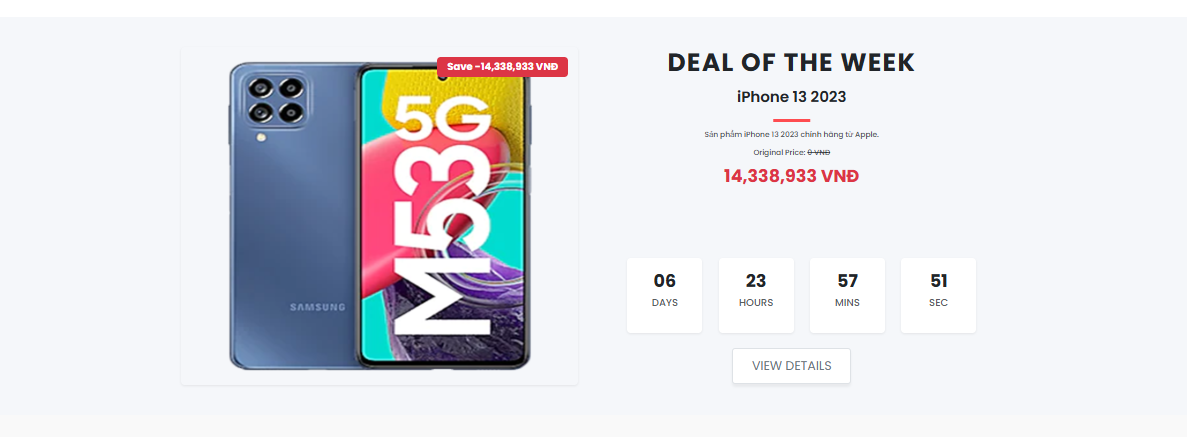 Save -14,338,933 VNĐ
5G
M53
SAMSUNG
DEAL OF THE WEEK
iPhone 13 2023
Sản phẩm iPhone 13 2023 chính hãng từ Apple.
Original Price: 0 VNĐ
14,338,933 VNĐ
06 23 57 51
DAYS HOURS MINS SEC
VIEW DETAILS